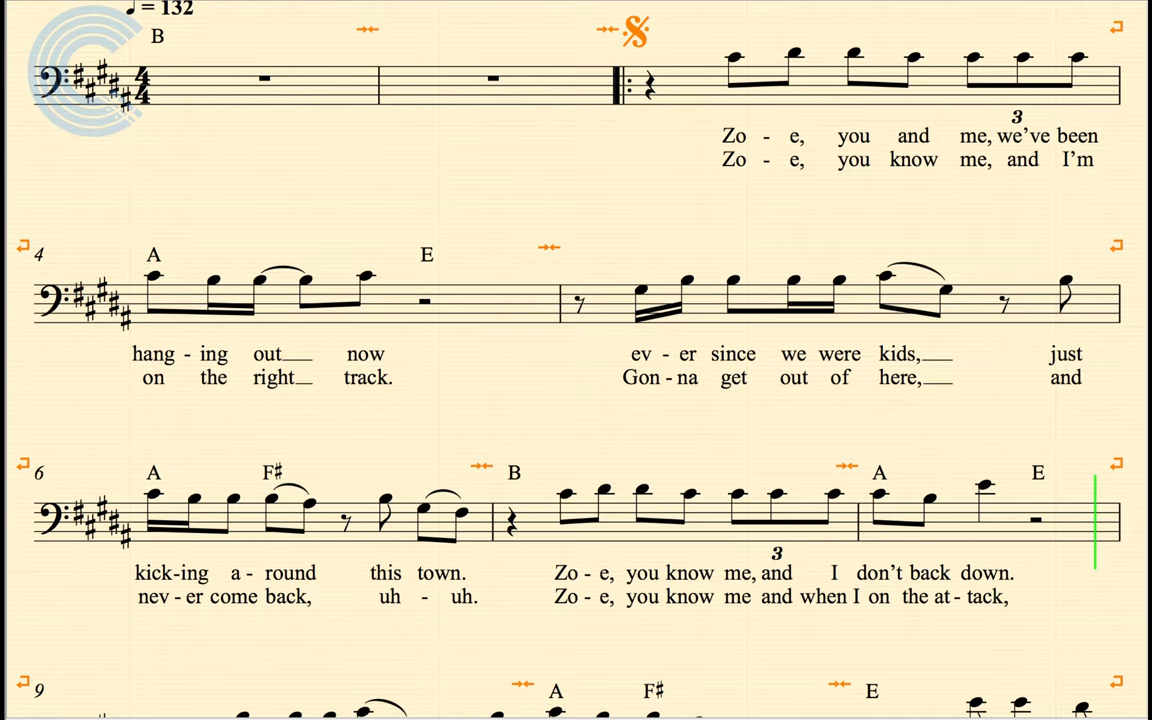 ♩ = 132
B
3
Zo - e, you and me, we've been
Zo - e, you know me, and I'm
4 A E
hang - ing out now ev - er since we were kids, just
on the right track. Gon - na get out of here, and
6 A F♯ B A E
3
kick-ing a - round this town. Zo - e, you know me, and I don't back down.
nev - er come back, uh - uh. Zo - e, you know me and when I on the at - tack,
9 A F♯ E